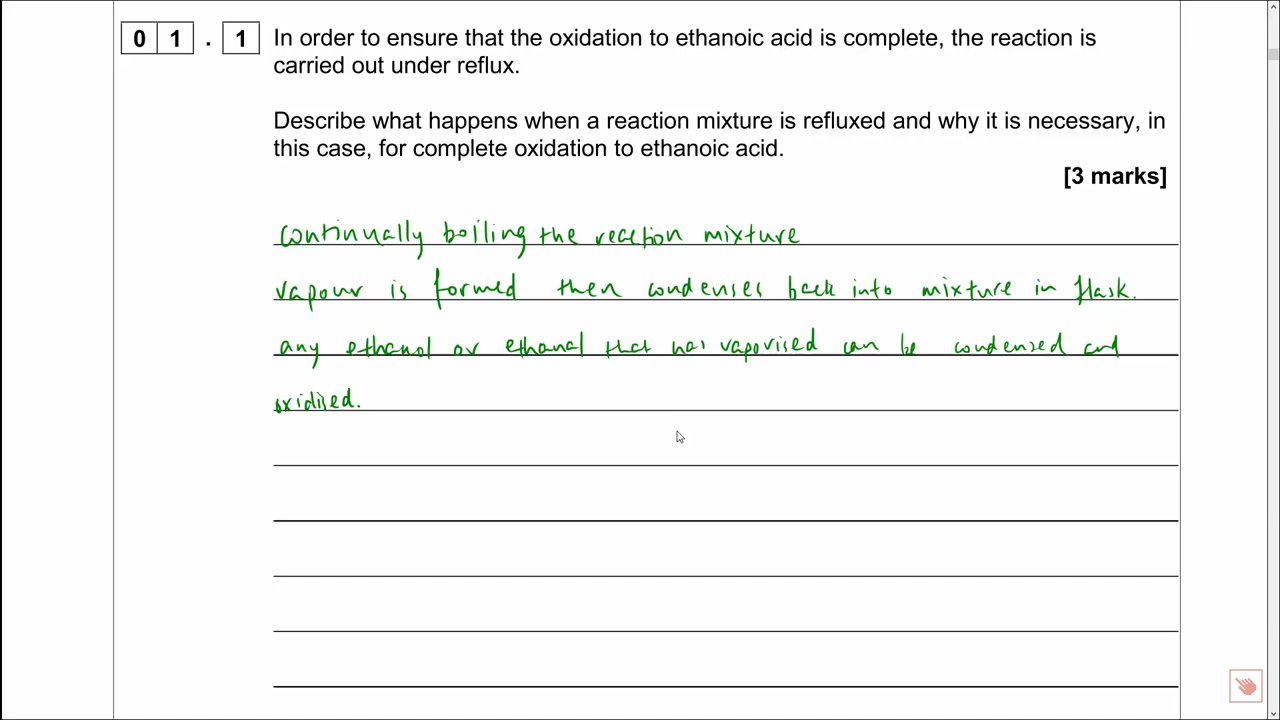 0 1 . 1 In order to ensure that the oxidation to ethanoic acid is complete, the reaction is
carried out under reflux.
Describe what happens when a reaction mixture is refluxed and why it is necessary, in
this case, for complete oxidation to ethanoic acid.
[3 marks]
continually boiling the reaction mixture
vapour is formed then condenses back into mixture in flask.
any ethanol or ethanal that has vaporised can be condensed and
oxidised.